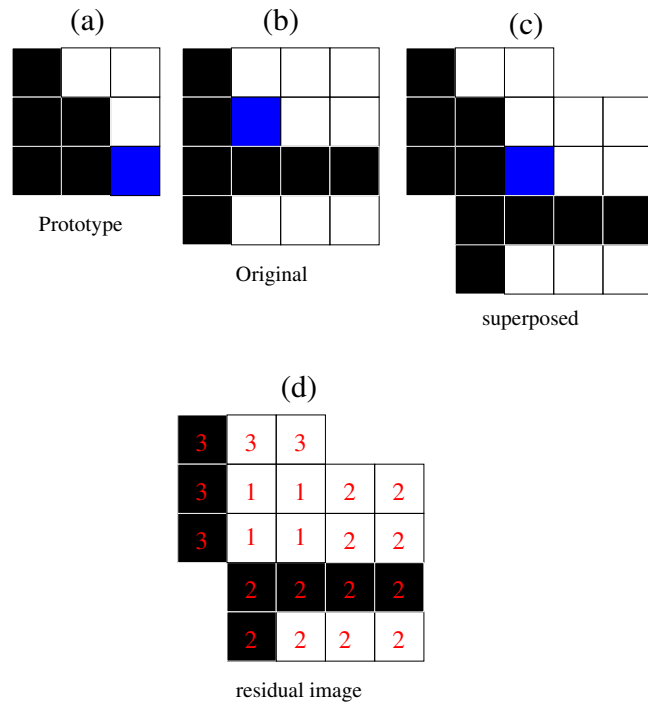 (a) (b) (c)
Prototype
Original
superposed
(d)
3 3 3
3 1 1 2 2
3 1 1 2 2
2 2 2 2
2 2 2 2
residual image